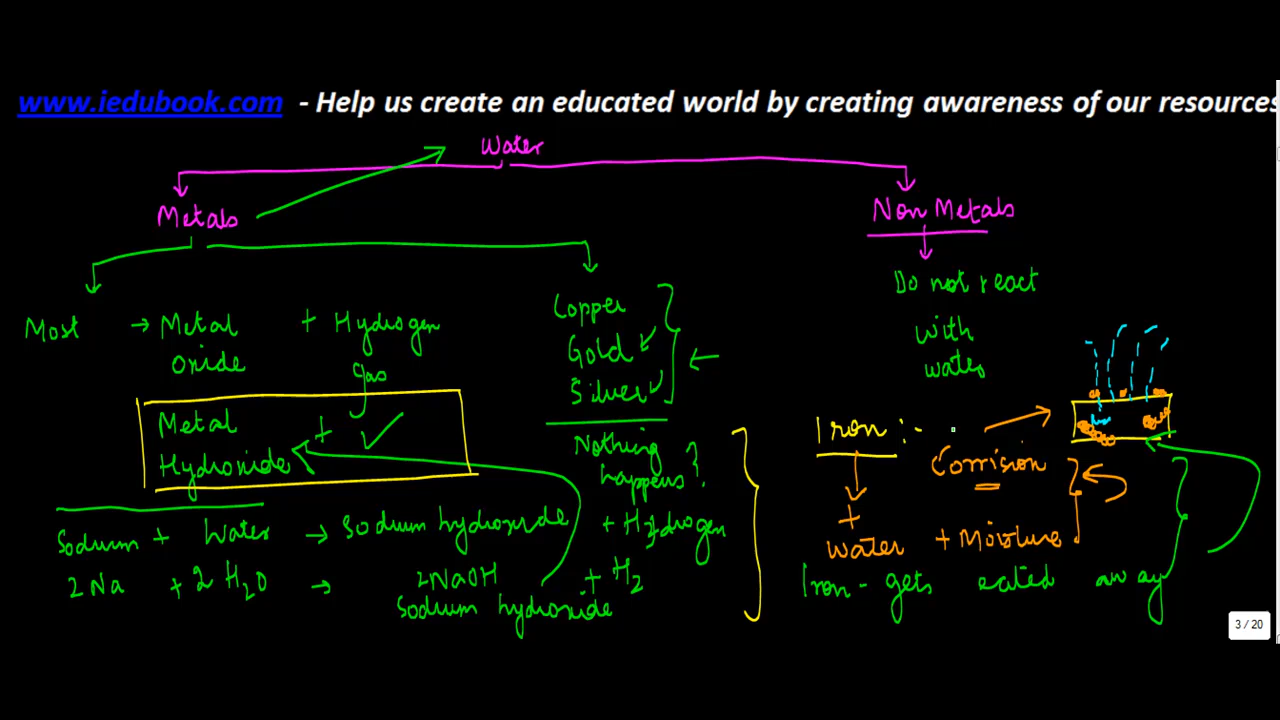 www.iedubook.com - Help us create an educated world by creating awareness of our resources
Water
Metals
Non Metals
Do not react
with
water
Most → Metal + Hydrogen
oxide gas
Copper
Gold
Silver
Nothing
happens
Metal +
Hydroxide
Sodium + Water → Sodium hydroxide + Hydrogen
2Na + 2H2O → 2NaOH + H2
Sodium hydroxide
Iron :-
Corrision
+
Water + Moisture
Iron - gets eated away
3 / 20